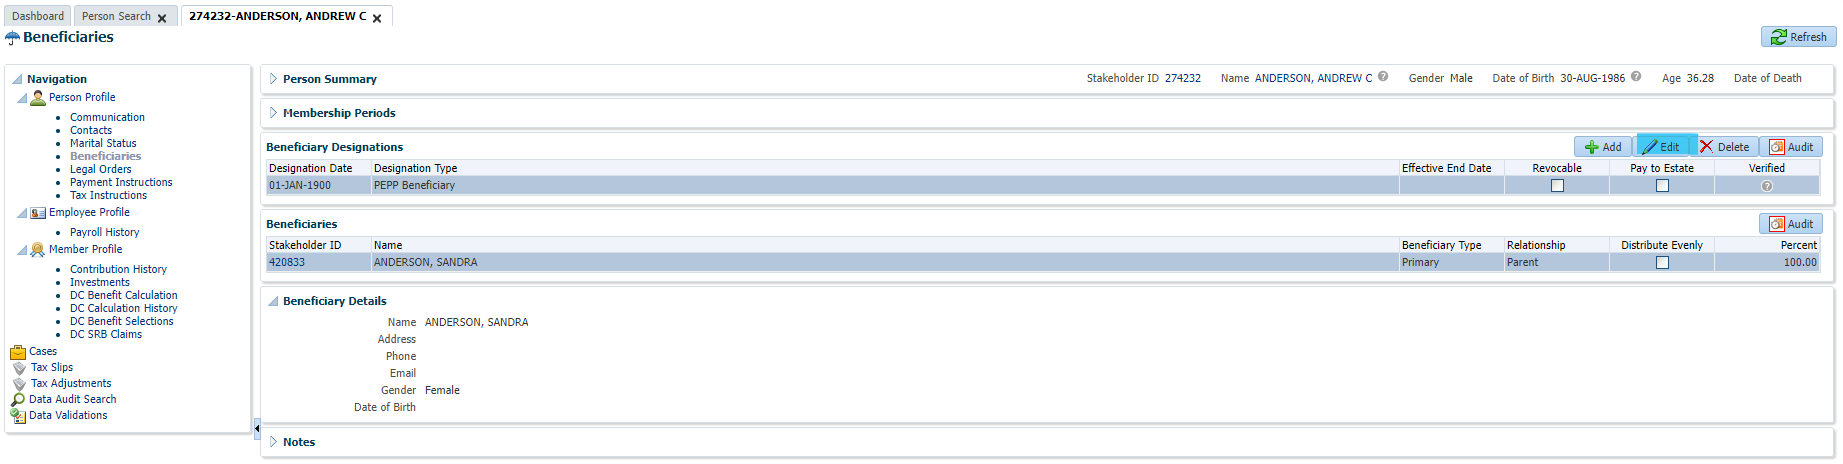 Dashboard Person Search 274232-ANDERSON, ANDREW C
Beneficiaries
Refresh
Navigation
Person Profile
Communication
Contacts
Marital Status
Beneficiaries
Legal Orders
Payment Instructions
Tax Instructions
Employee Profile
Payroll History
Member Profile
Contribution History
Investments
DC Benefit Calculation
DC Calculation History
DC Benefit Selections
DC SRB Claims
Cases
Tax Slips
Tax Adjustments
Data Audit Search
Data Validations
Person Summary Stakeholder ID 274232 Name ANDERSON, ANDREW C Gender Male Date of Birth 30-AUG-1986 Age 36.28 Date of Death
Membership Periods
Beneficiary Designations Add Edit Delete Audit
Designation Date Designation Type Effective End Date Revocable Pay to Estate Verified
01-JAN-1900 PEPP Beneficiary
Beneficiaries Audit
Stakeholder ID Name Beneficiary Type Relationship Distribute Evenly Percent
420833 ANDERSON, SANDRA Primary Parent 100.00
Beneficiary Details
Name ANDERSON, SANDRA
Address
Phone
Email
Gender Female
Date of Birth
Notes